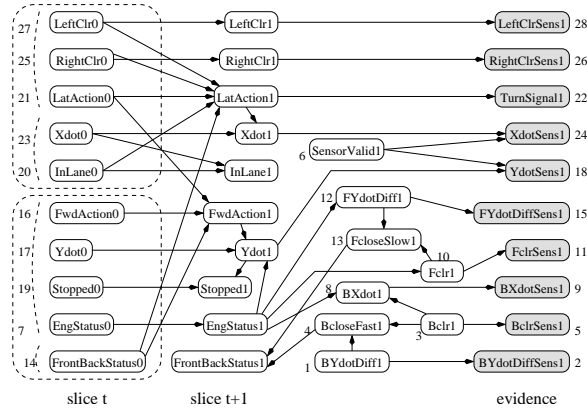 27 LeftClr0 LeftClr1 LeftClrSens1 28
25 RightClr0 RightClr1 RightClrSens1 26
21 LatAction0 LatAction1 TurnSignal1 22
23 Xdot0 Xdot1 XdotSens1 24
6 SensorValid1
20 InLane0 InLane1 YdotSens1 18
12 FYdotDiff1
16 FwdAction0 FwdAction1 FYdotDiffSens1 15
13 FcloseSlow1
17 Ydot0 Ydot1 10 FclrSens1 11
Fclr1
19 Stopped0 Stopped1 8 BXdot1 BXdotSens1 9
7 EngStatus0 EngStatus1 4 BcloseFast1 3 Bclr1 BclrSens1 5
14 FrontBackStatus0 FrontBackStatus1 1 BYdotDiff1 BYdotDiffSens1 2
slice t slice t+1 evidence